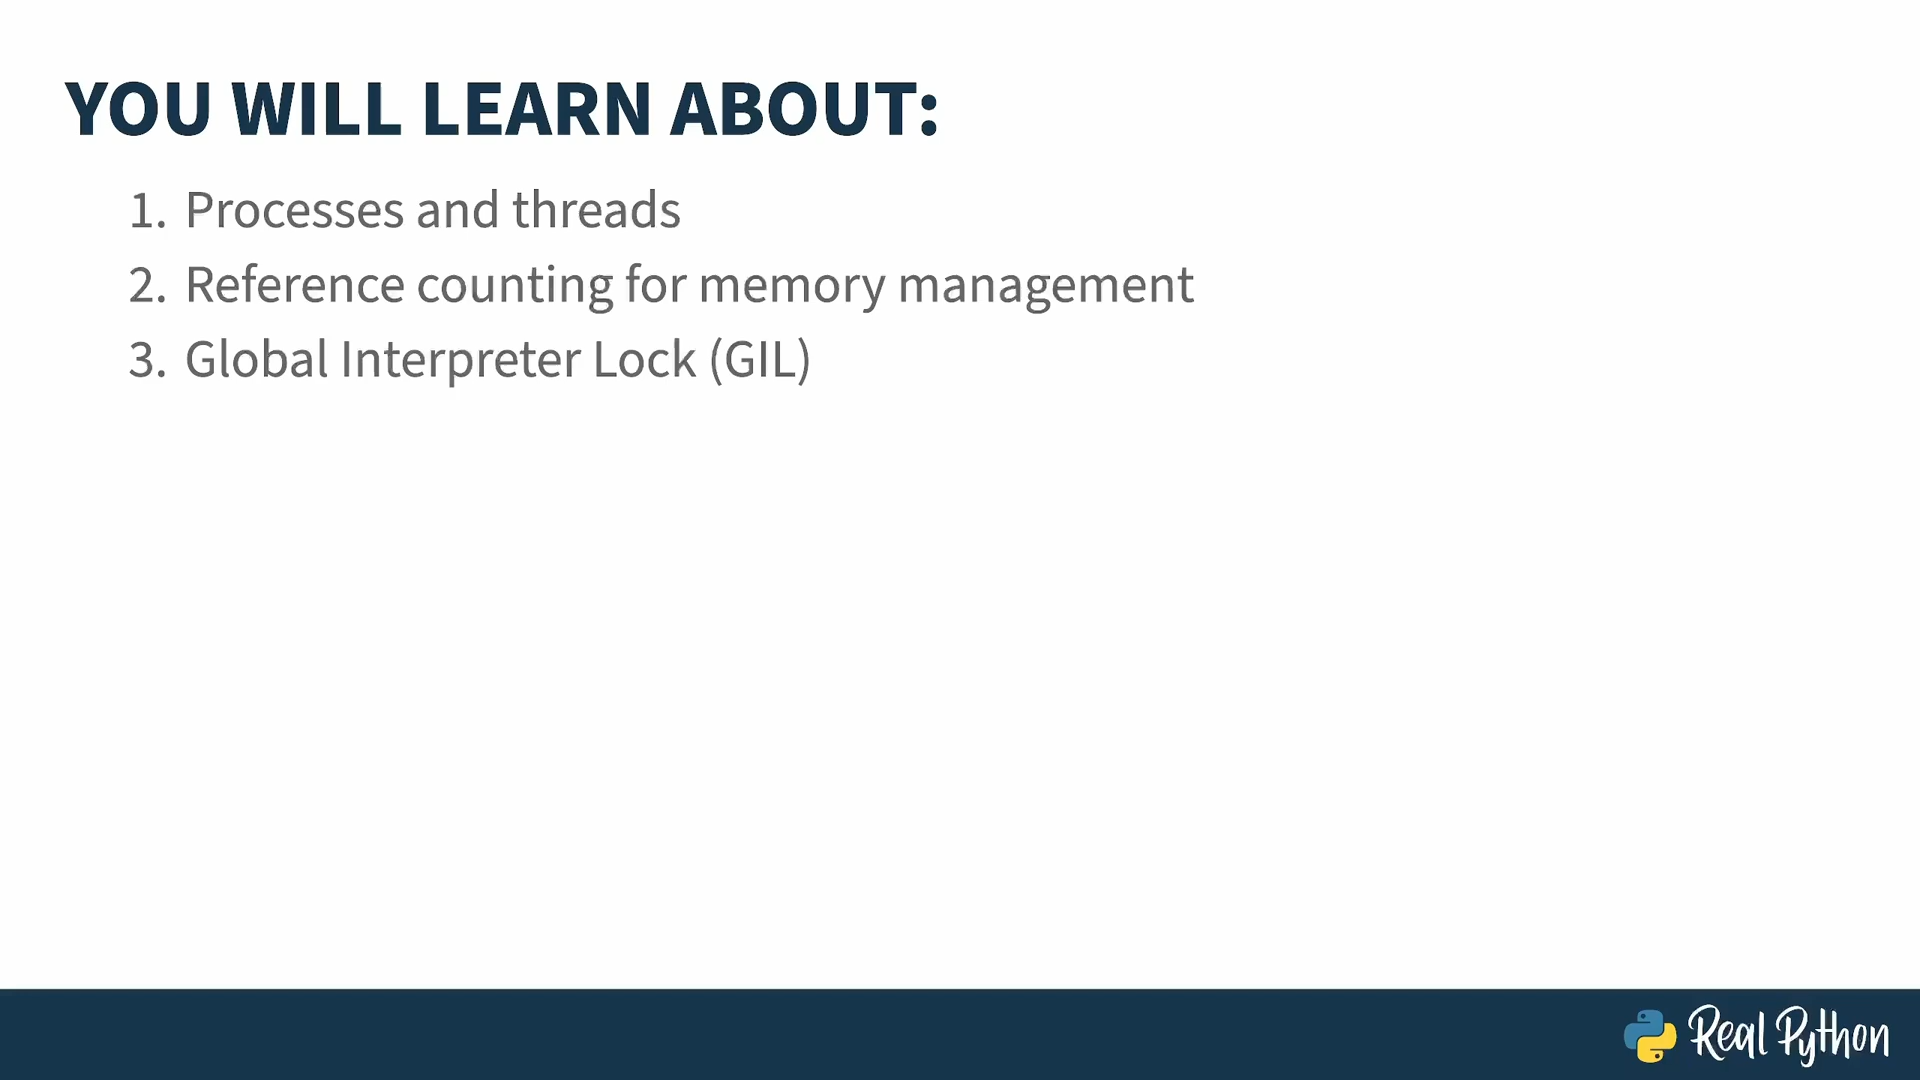 YOU WILL LEARN ABOUT:
1. Processes and threads
2. Reference counting for memory management
3. Global Interpreter Lock (GIL)
Real Python